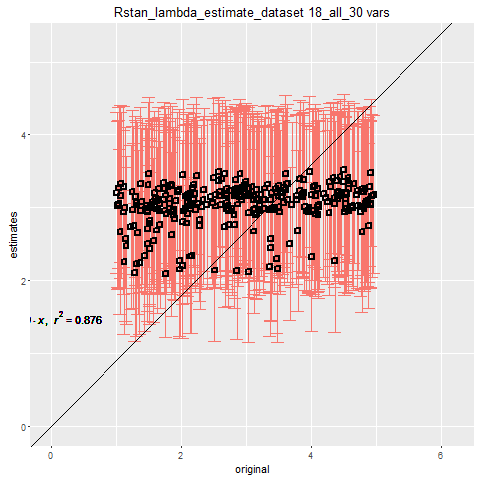 Rstan_lambda_estimate_dataset 18_all_30 vars
estimates
4
2
0
· x, r² = 0.876
0
2
4
6
original